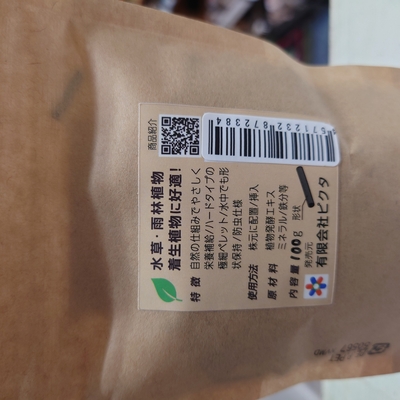 水草・雨林植物
着生植物に好適!
特徴 自然の仕組みでやさしく
栄養補給/ハードタイプの
極細ペレット/水中でも形
状保持/防虫仕様
使用方法 株元に配置/挿入
原材料 植物発酵エキス
ミネラル/鉄分等
内容量 100g 形状
発売元
有限会社ピクタ
商品紹介